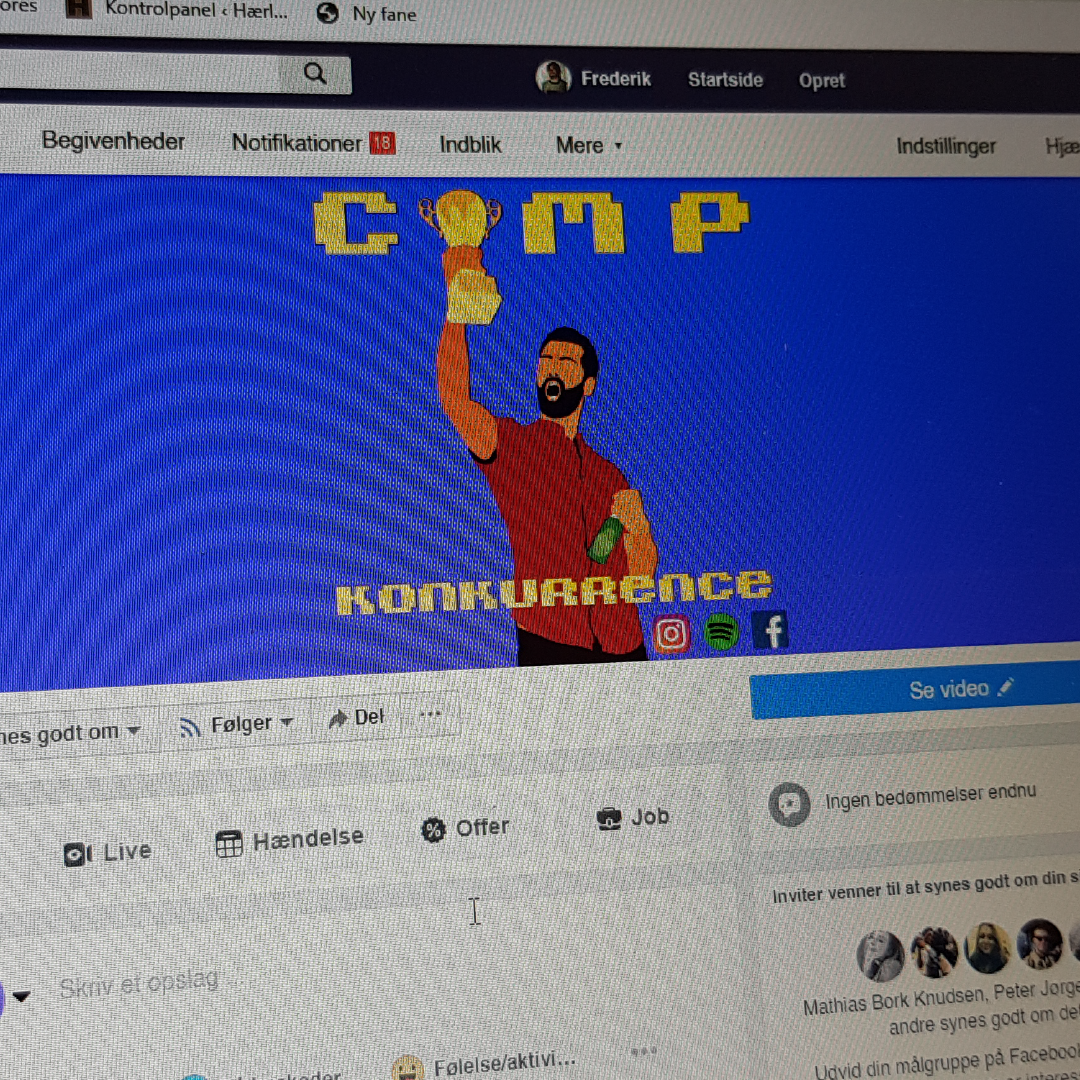 ores Kontrolpanel ‹ Hærl... Ny fane
Frederik Startside Opret
Begivenheder Notifikationer 18 Indblik Mere Indstillinger Hjæ
C MP
KONKURRENCE
Se video
nes godt om Følger Del ...
Ingen bedømmelser endnu
Live Hændelse Offer Job
Inviter venner til at synes godt om din s
Skriv et opslag ...
Mathias Bork Knudsen, Peter Jørge
andre synes godt om det
Udvid din målgruppe på Facebook
Følelse/aktivi... ...